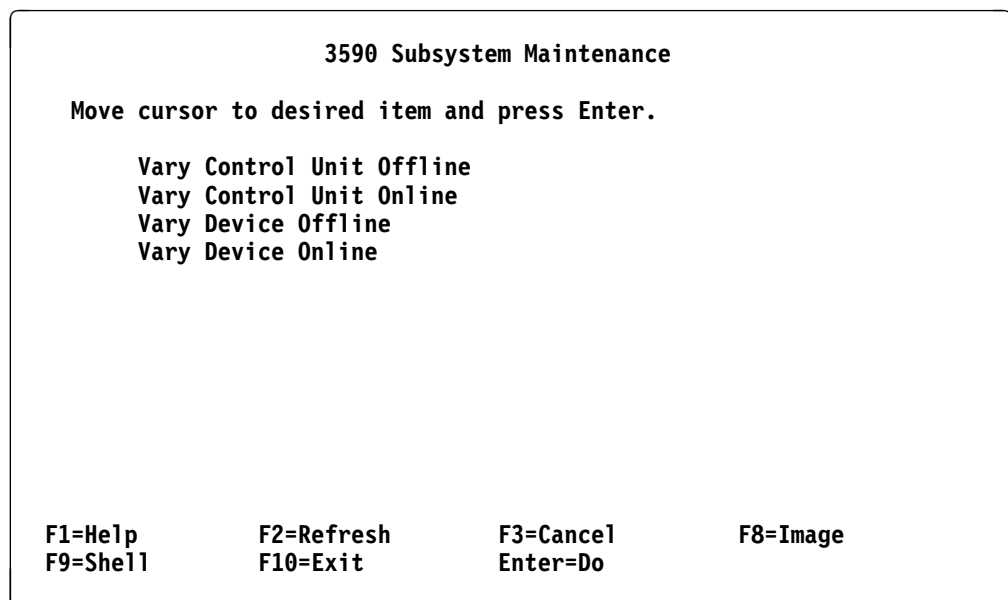 3590 Subsystem Maintenance
Move cursor to desired item and press Enter.
Vary Control Unit Offline
Vary Control Unit Online
Vary Device Offline
Vary Device Online
F1=Help F2=Refresh F3=Cancel F8=Image
F9=Shell F10=Exit Enter=Do